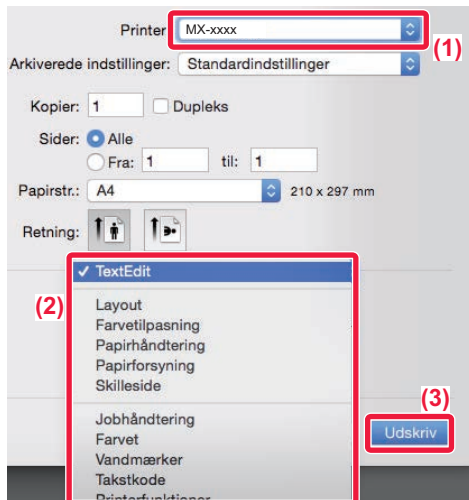 Printer MX-xxxx
(1)
Arkiverede indstillinger: Standardindstillinger
Kopier: 1 Dupleks
Sider: Alle
Fra: 1 til: 1
Papirstr.: A4 210 x 297 mm
Retning:
✓ TextEdit
(2)
Layout
Farvetilpasning
Papirhåndtering
Papirforsyning
Skilleside
(3)
Jobhåndtering
Farvet
Udskriv
Vandmærker
Takstkode
Printerfunktioner